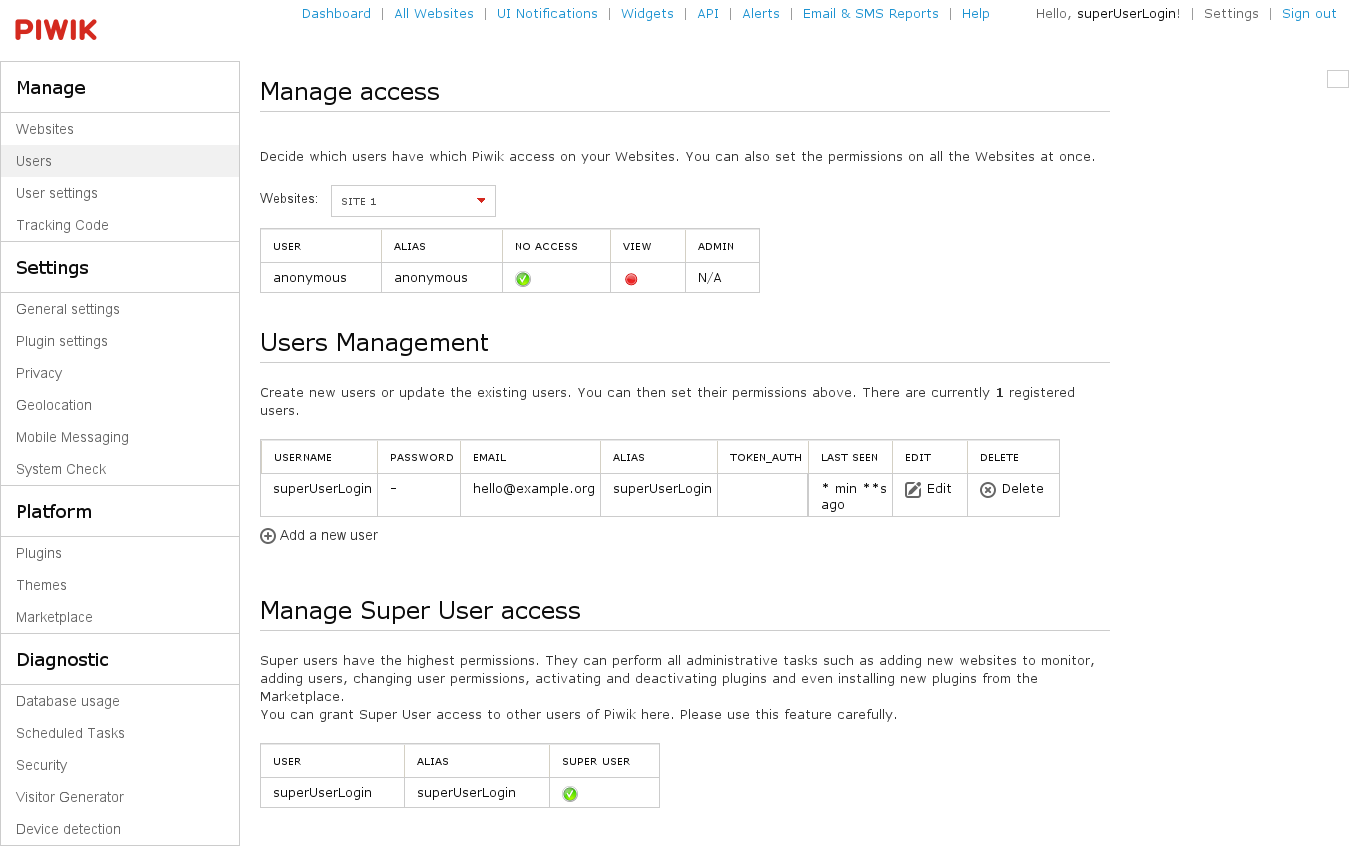 PIWIK
Dashboard | All Websites | UI Notifications | Widgets | API | Alerts | Email & SMS Reports | Help
Hello, superUserLogin! | Settings | Sign out
Manage
Websites
Users
User settings
Tracking Code
Settings
General settings
Plugin settings
Privacy
Geolocation
Mobile Messaging
System Check
Platform
Plugins
Themes
Marketplace
Diagnostic
Database usage
Scheduled Tasks
Security
Visitor Generator
Device detection
Manage access
Decide which users have which Piwik access on your Websites. You can also set the permissions on all the Websites at once.
Websites: SITE 1
USER ALIAS NO ACCESS VIEW ADMIN
anonymous anonymous N/A
Users Management
Create new users or update the existing users. You can then set their permissions above. There are currently 1 registered
users.
USERNAME PASSWORD EMAIL ALIAS TOKEN_AUTH LAST SEEN EDIT DELETE
superUserLogin - hello@example.org superUserLogin * min **s Edit Delete
ago
Add a new user
Manage Super User access
Super users have the highest permissions. They can perform all administrative tasks such as adding new websites to monitor,
adding users, changing user permissions, activating and deactivating plugins and even installing new plugins from the
Marketplace.
You can grant Super User access to other users of Piwik here. Please use this feature carefully.
USER ALIAS SUPER USER
superUserLogin superUserLogin